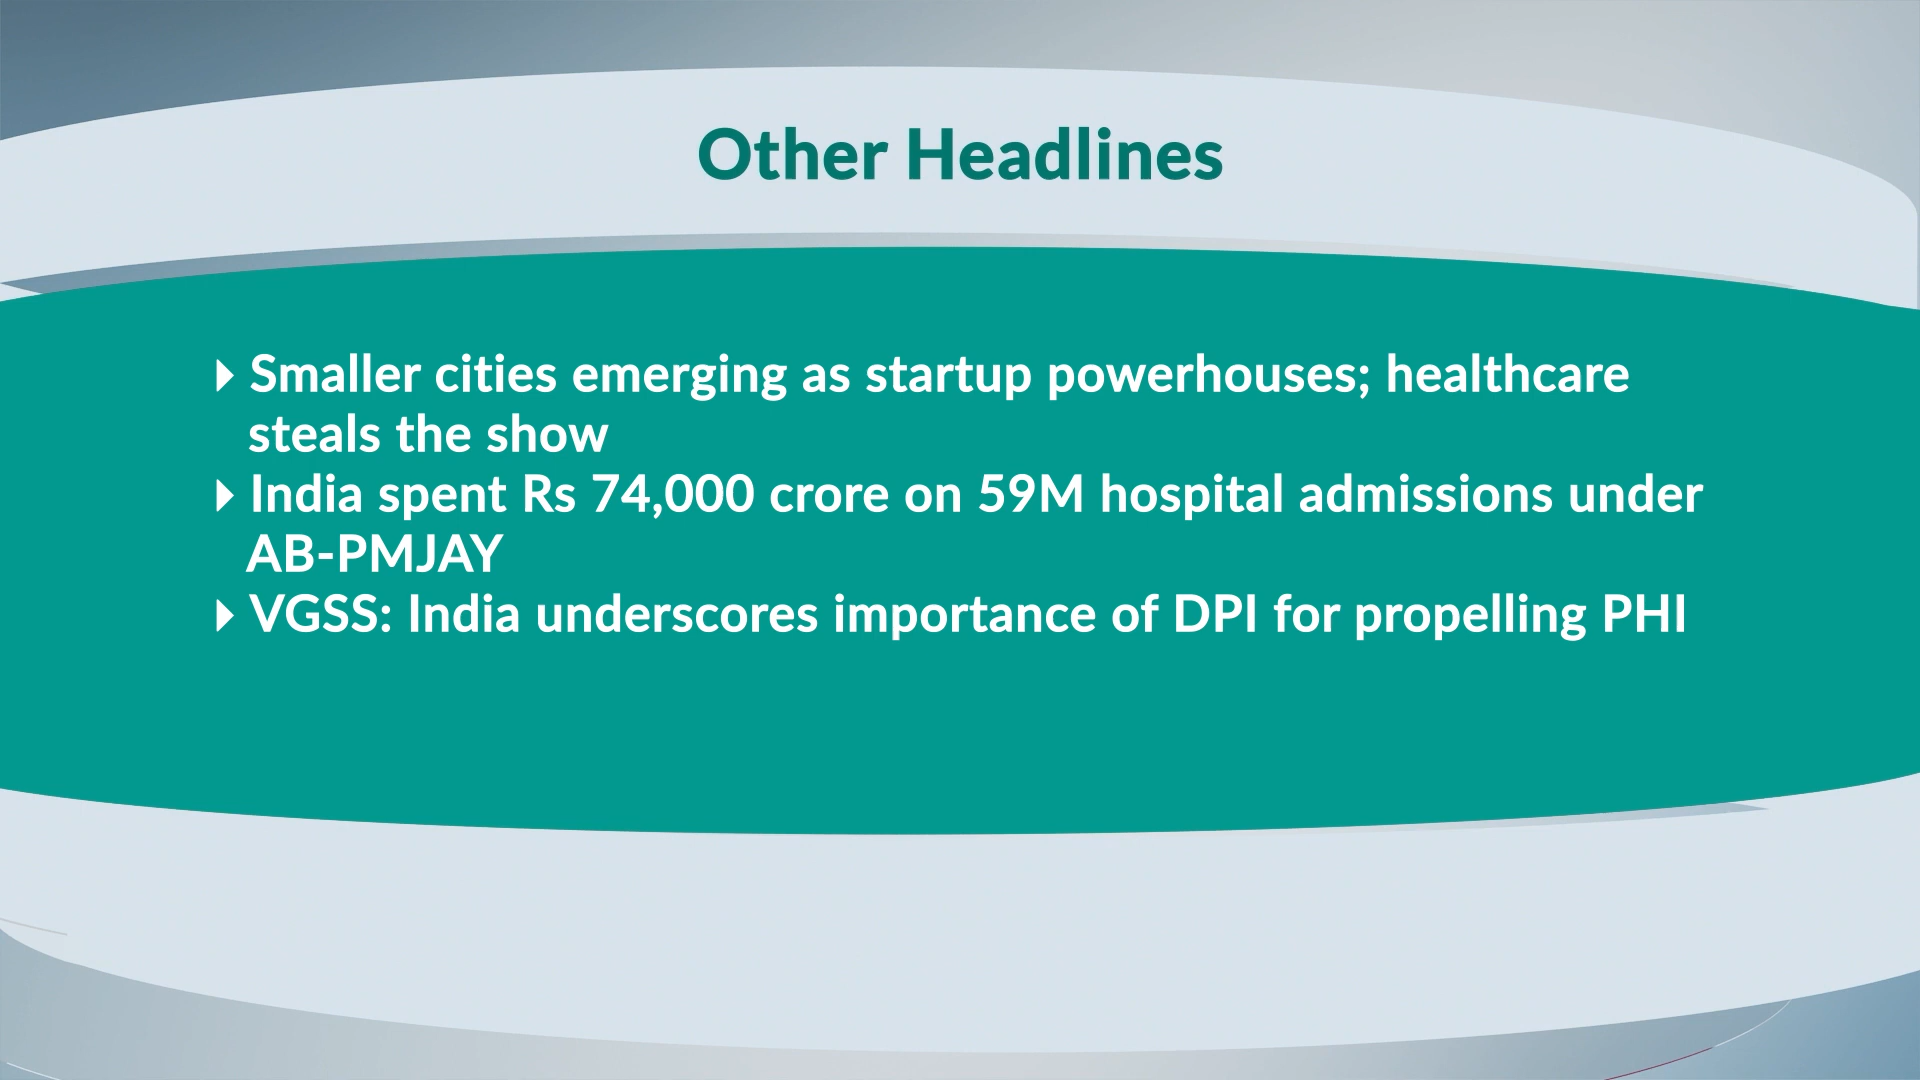 Other Headlines
Smaller cities emerging as startup powerhouses; healthcare
steals the show
India spent Rs 74,000 crore on 59M hospital admissions under
AB-PMJAY
VGSS: India underscores importance of DPI for propelling PHI